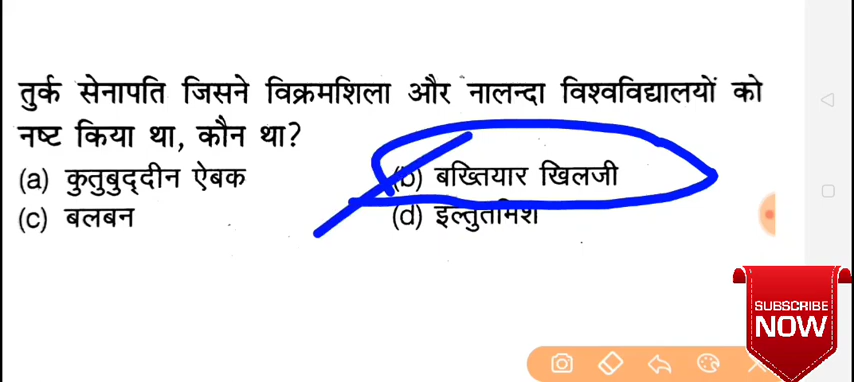 तुर्क सेनापति जिसने विक्रमशिला और नालन्दा विश्वविद्यालयों को
नष्ट किया था, कौन था?
(a) कुतुबुद्दीन ऐबक (b) बख्तियार खिलजी
(c) बलबन (d) इल्तुतमिश
SUBSCRIBE
NOW